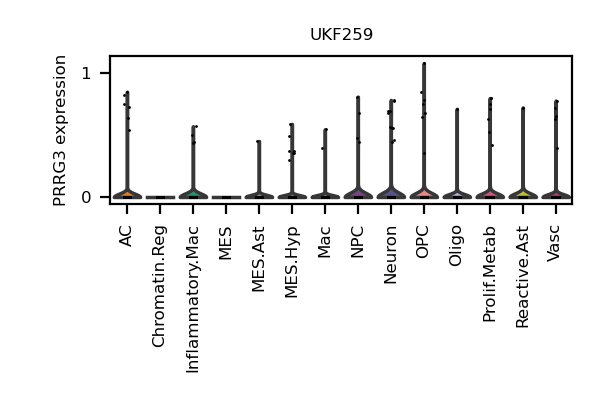 UKF259
PRRG3 expression
1
0
AC
Chromatin.Reg
Inflammatory.Mac
MES
MES.Ast
MES.Hyp
Mac
NPC
Neuron
OPC
Oligo
Prolif.Metab
Reactive.Ast
Vasc